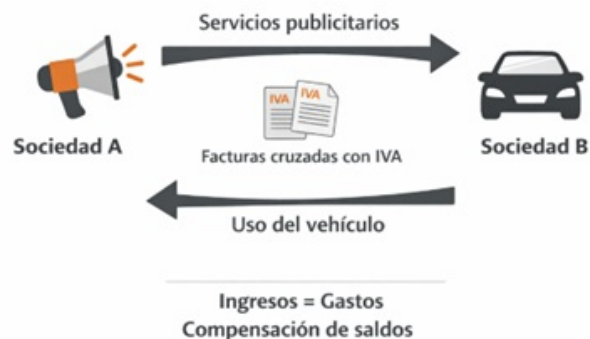 Servicios publicitarios
IVA
IVA
Sociedad A
Facturas cruzadas con IVA
Sociedad B
Uso del vehículo
Ingresos = Gastos
Compensación de saldos